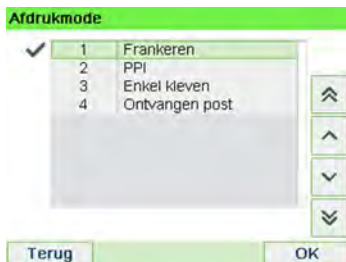 Afdrukmode
1 Frankeren
2 PPI
3 Enkel kleven
4 Ontvangen post
Terug OK